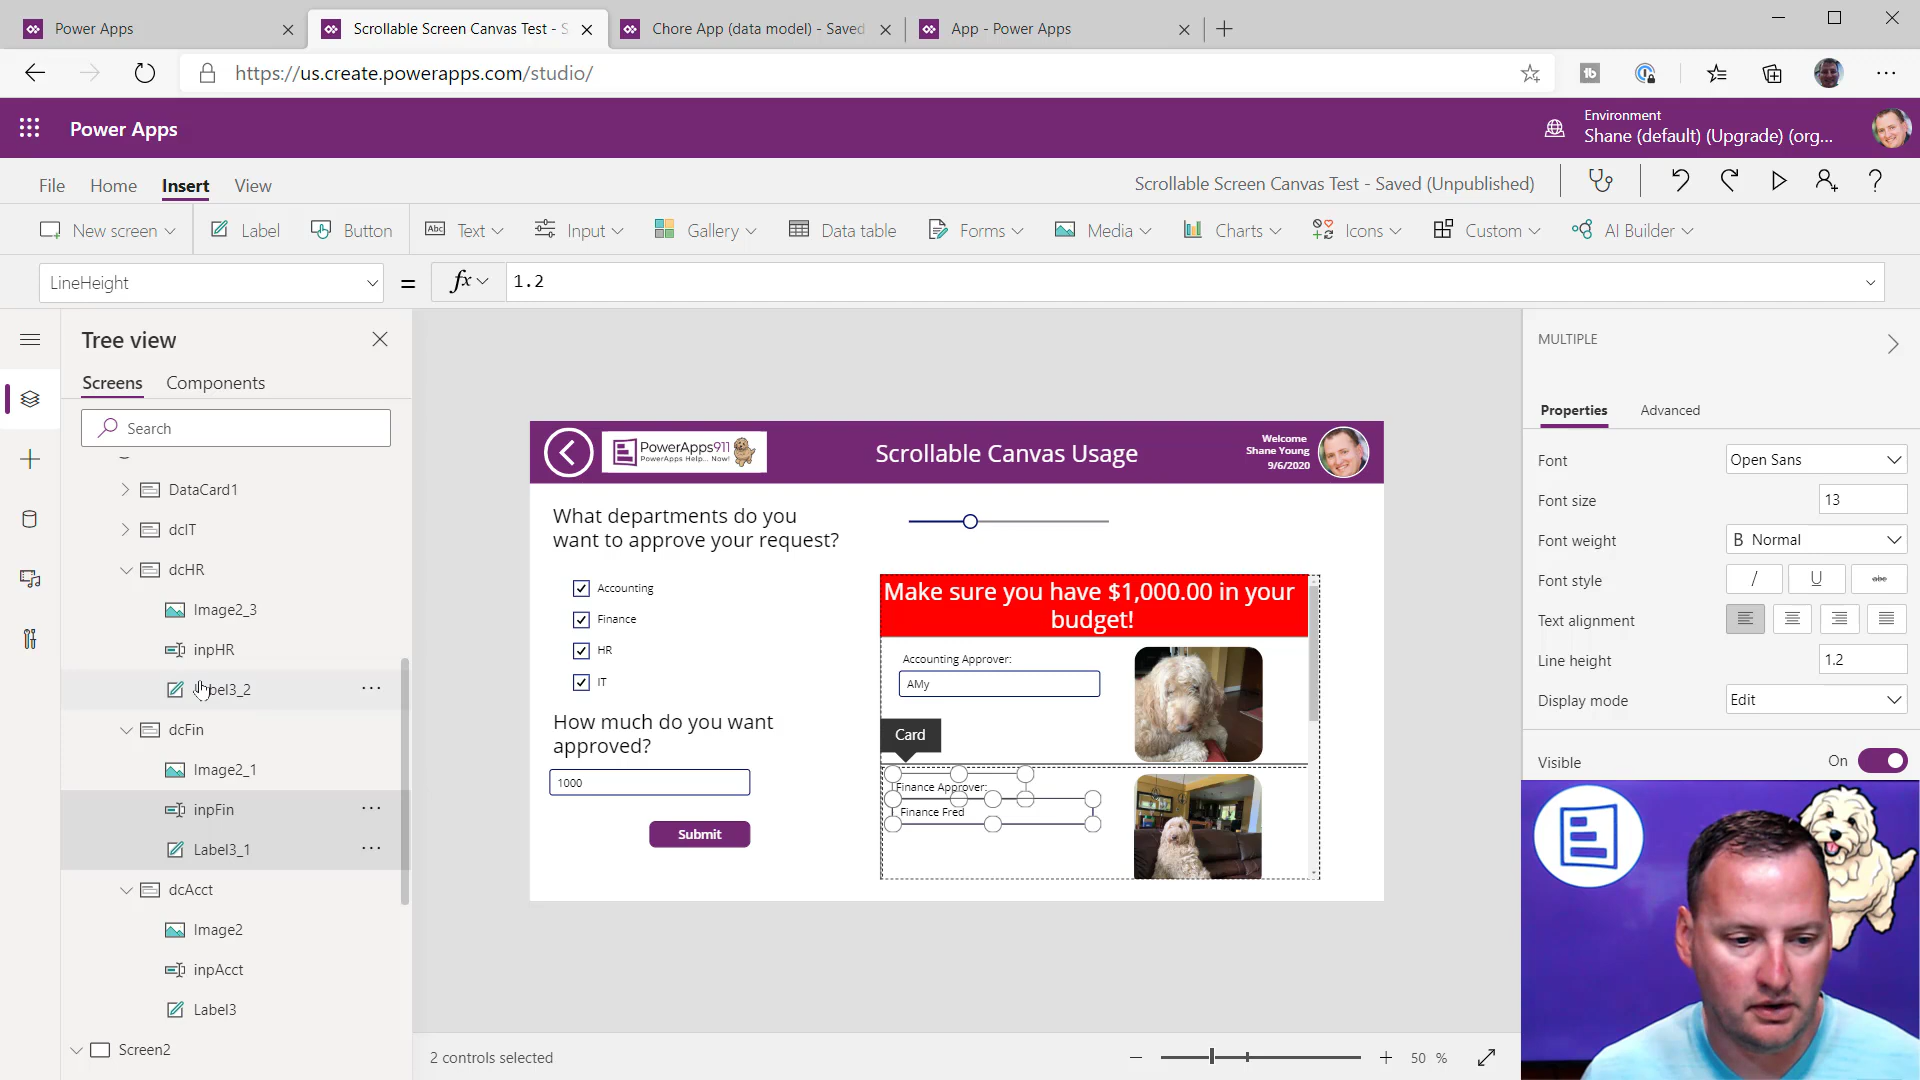 Power Apps
Scrollable Screen Canvas Test - S
Chore App (data model) - Saved
App - Power Apps
https://us.create.powerapps.com/studio/
Power Apps
Environment
Shane (default) (Upgrade) (org...
File
Home
Insert
View
Scrollable Screen Canvas Test - Saved (Unpublished)
New screen
Label
Button
Abc Text
Input
Gallery
Data table
Forms
Media
Charts
Icons
Custom
AI Builder
LineHeight
=
fx
1.2
Tree view
Screens
Components
Search
DataCard1
dcIT
dcHR
Image2_3
inpHR
Label3_2
dcFin
Image2_1
inpFin
Label3_1
dcAcct
Image2
inpAcct
Label3
Screen2
PowerApps911
PowerApps Help... Now!
Scrollable Canvas Usage
Welcome
Shane Young
9/6/2020
What departments do you
want to approve your request?
Accounting
Finance
HR
IT
How much do you want
approved?
1000
Submit
Make sure you have $1,000.00 in your
budget!
Accounting Approver:
AMy
Card
Finance Approver:
Finance Fred
2 controls selected
50 %
MULTIPLE
Properties
Advanced
Font
Open Sans
Font size
13
Font weight
B Normal
Font style
/ U abc
Text alignment
Line height
1.2
Display mode
Edit
Visible
On